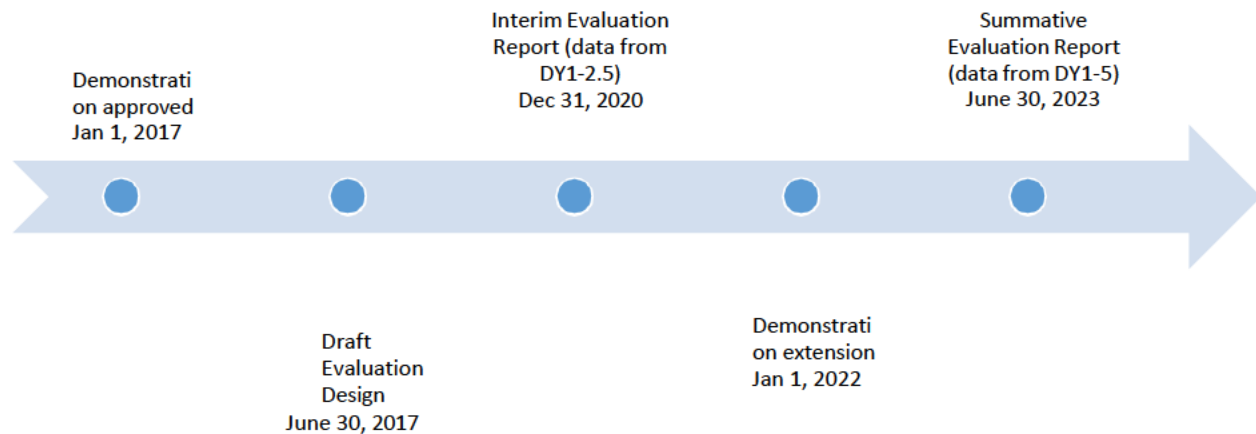 Demonstrati
on approved
Jan 1, 2017
Draft
Evaluation
Design
June 30, 2017
Interim Evaluation
Report (data from
DY1-2.5)
Dec 31, 2020
Demonstrati
on extension
Jan 1, 2022
Summative
Evaluation Report
(data from DY1-5)
June 30, 2023